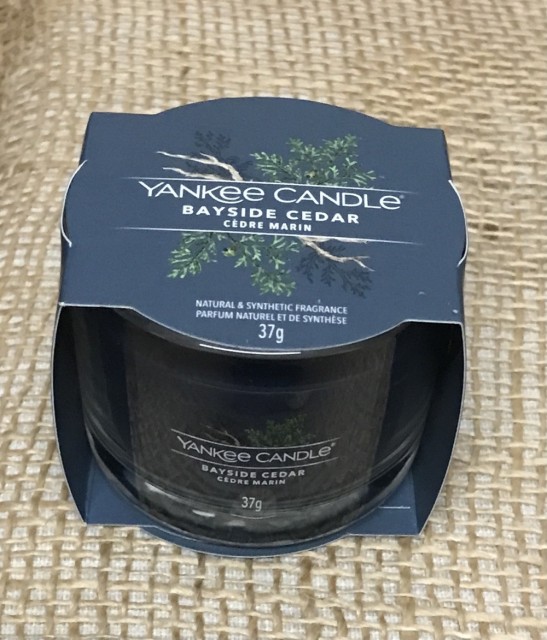 YANKEE CANDLE®
BAYSIDE CEDAR
CÈDRE MARIN
NATURAL & SYNTHETIC FRAGRANCE
PARFUM NATUREL ET DE SYNTHÈSE
37g
YANKEE CANDLE®
BAYSIDE CEDAR
CÈDRE MARIN
37g